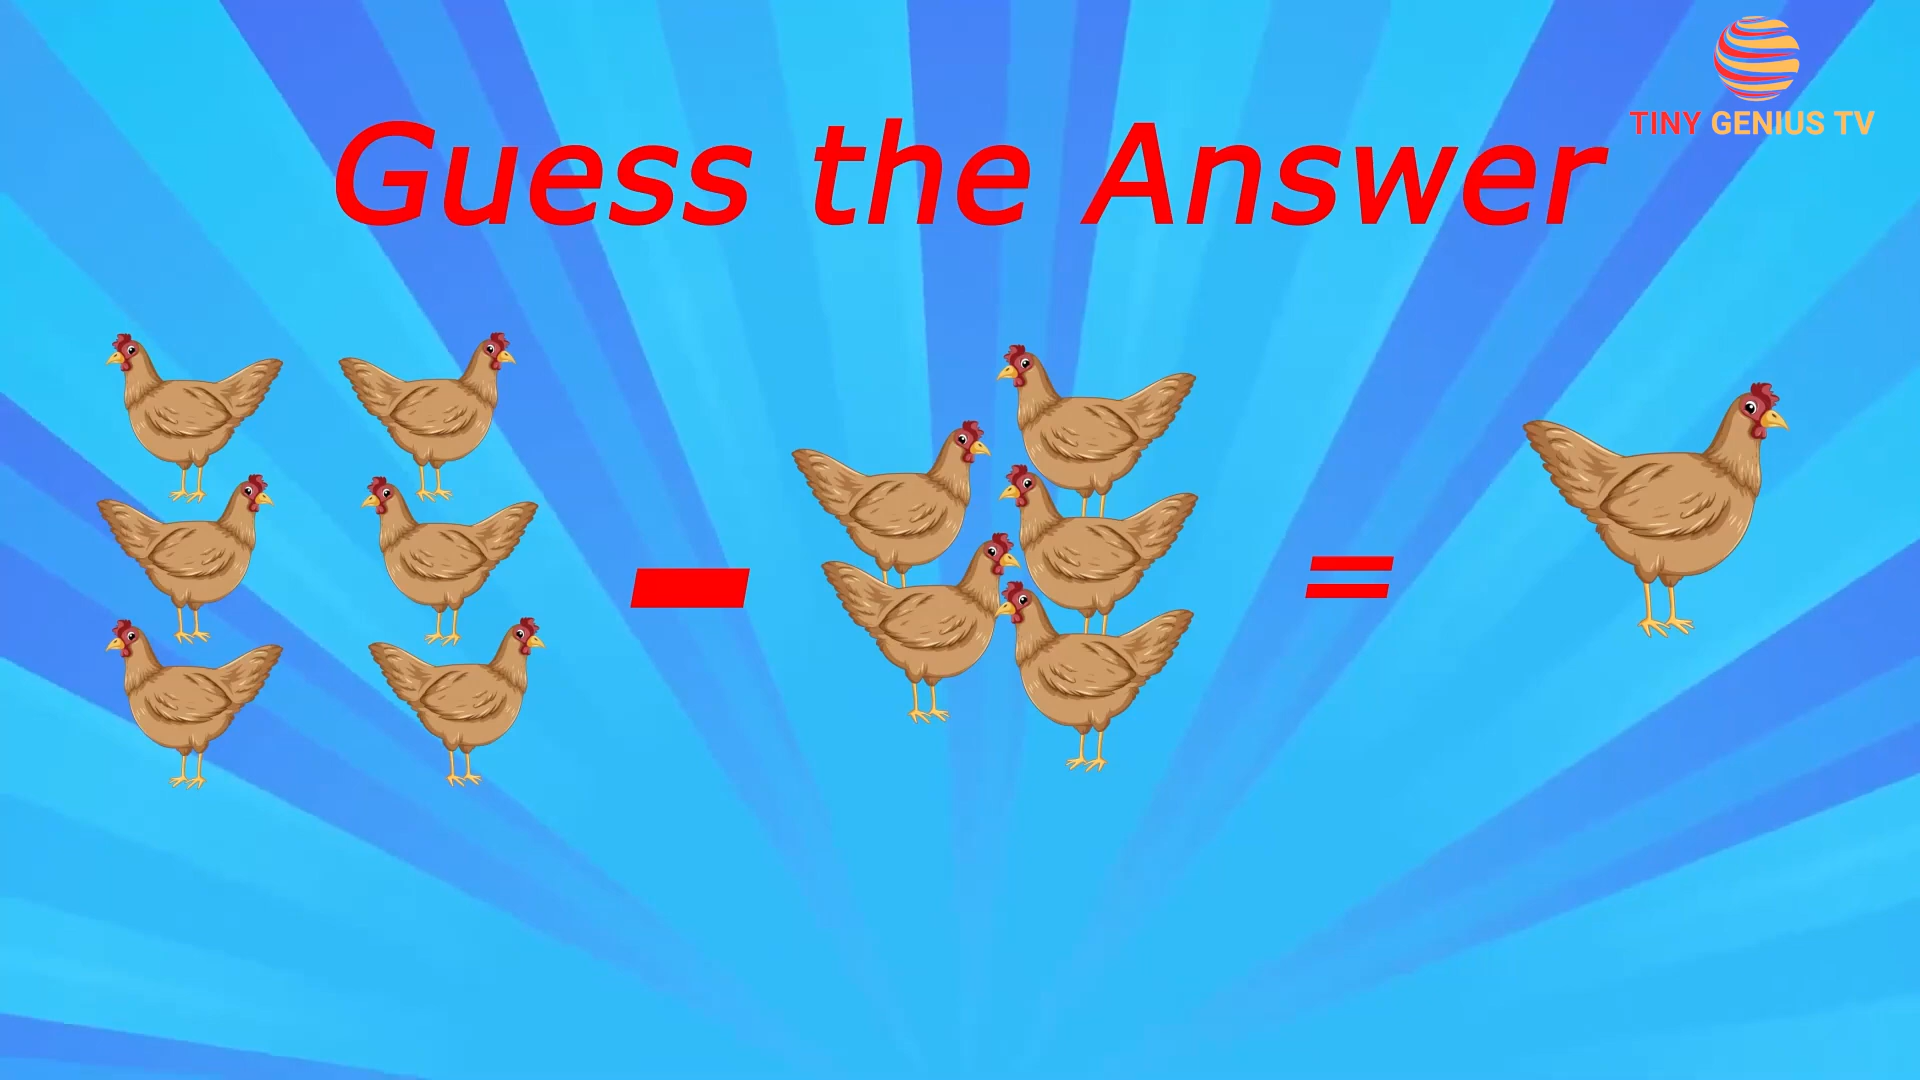 TINY GENIUS TV
Guess the Answer
- =